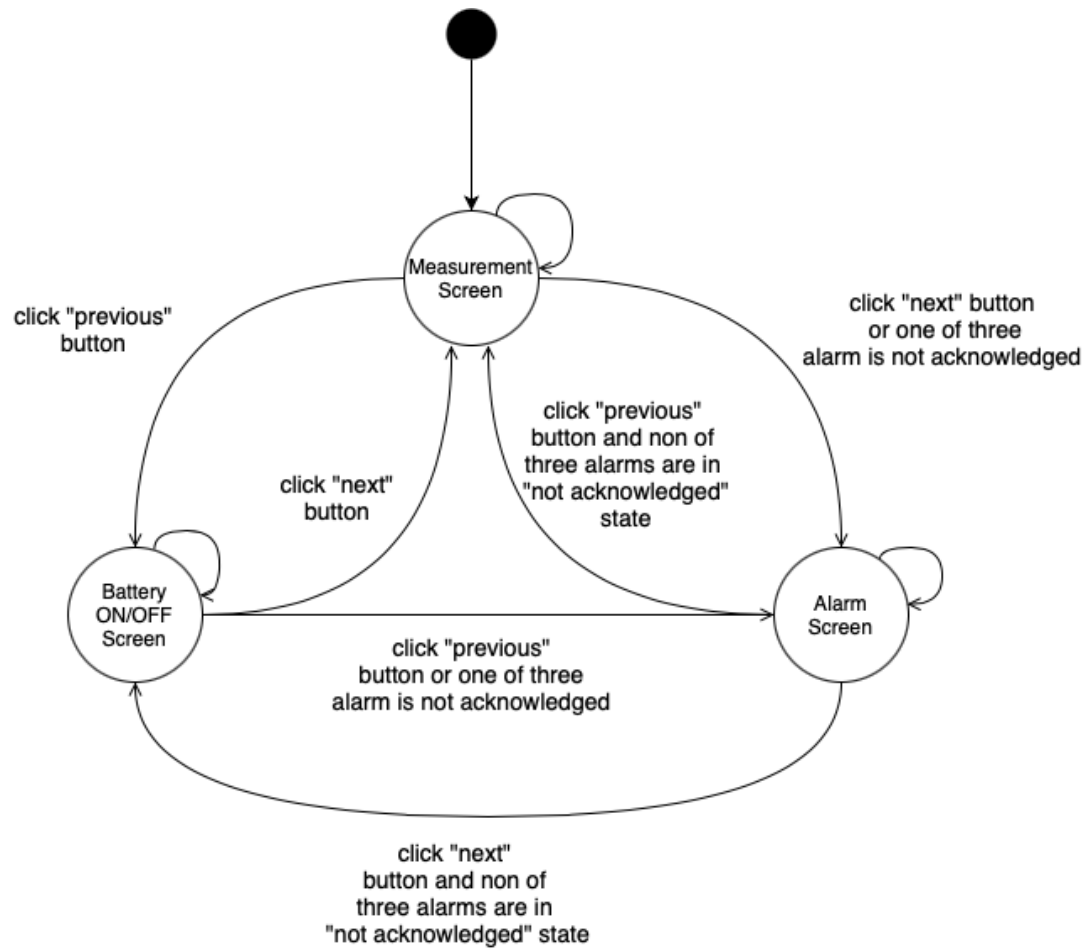 Measurement
Screen
click "previous"
button
click "next" button
or one of three
alarm is not acknowledged
click "previous"
button and non of
three alarms are in
"not acknowledged"
state
click "next"
button
Battery
ON/OFF
Screen
Alarm
Screen
click "previous"
button or one of three
alarm is not acknowledged
click "next"
button and non of
three alarms are in
"not acknowledged" state